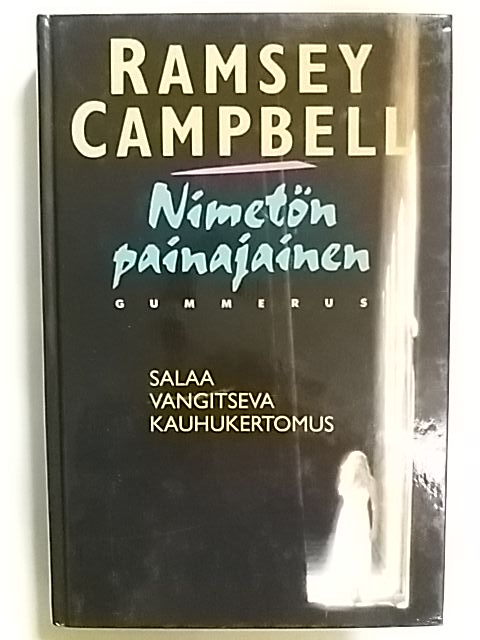 RAMSEY
CAMPBELL
Nimetön
painajainen
GUMMERUS
SALAA
VANGITSEVA
KAUHUKERTOMUS